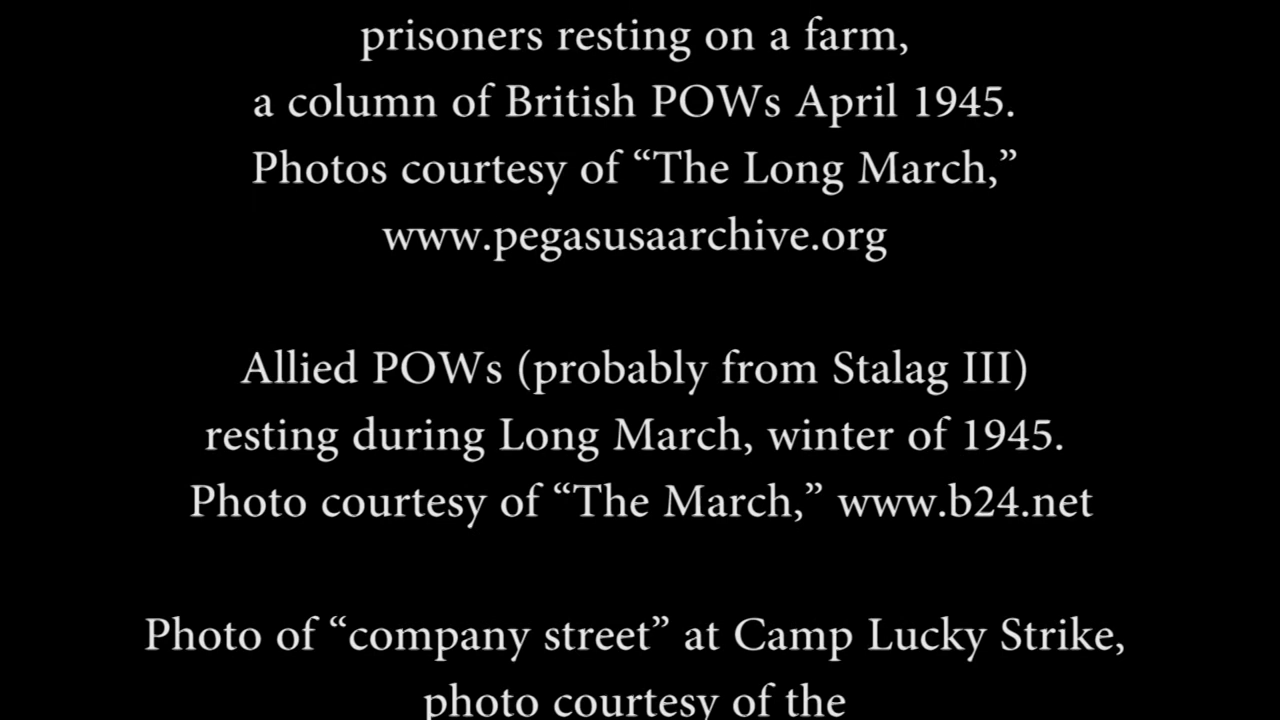 prisoners resting on a farm,
a column of British POWs April 1945.
Photos courtesy of “The Long March,”
www.pegasusaarchive.org
Allied POWs (probably from Stalag III)
resting during Long March, winter of 1945.
Photo courtesy of “The March,” www.b24.net
Photo of “company street” at Camp Lucky Strike,
photo courtesy of the